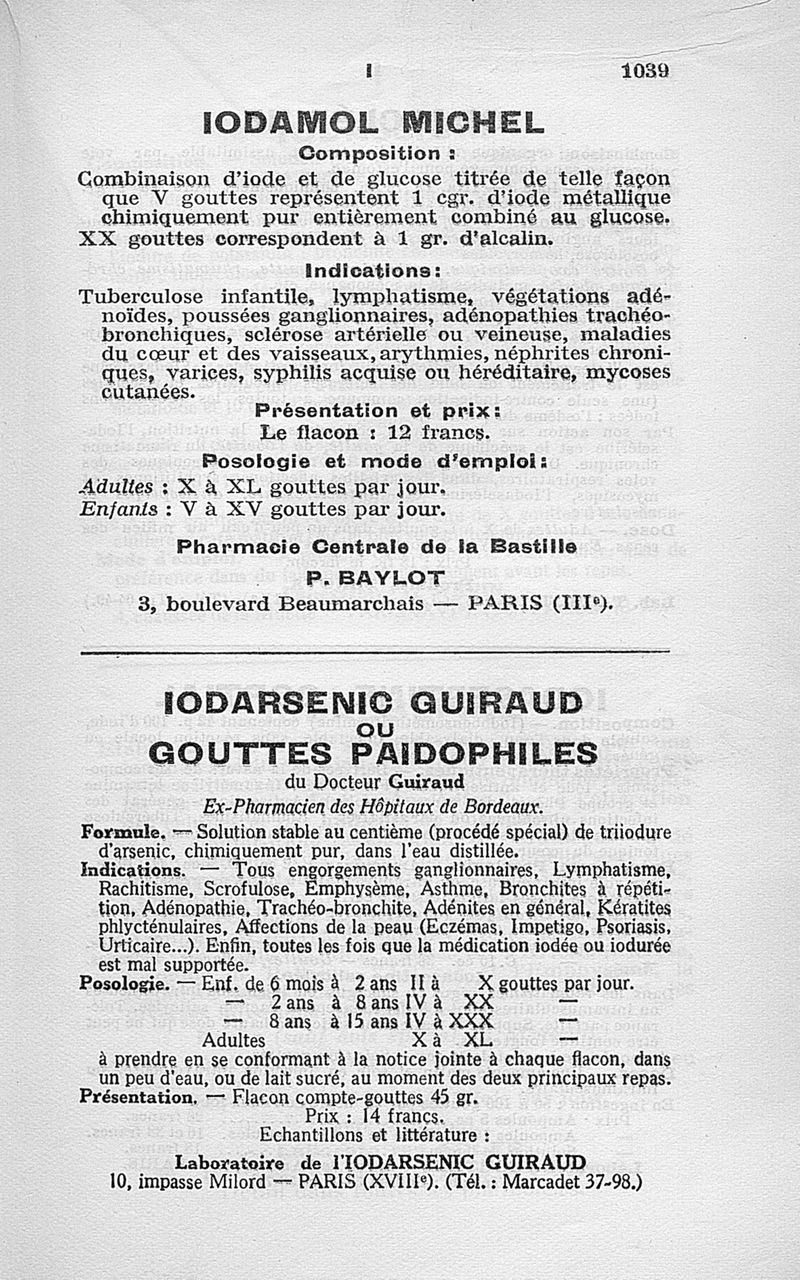 I 1039
IODAMOL MICHEL
Composition :
Combinaison d'iode et de glucose titrée de telle façon
que V gouttes représentent 1 cgr. d'iode métallique
chimiquement pur entièrement combiné au glucose.
XX gouttes correspondent à 1 gr. d'alcalin.
Indications :
Tuberculose infantile, lymphatisme, végétations adé-
noïdes, poussées ganglionnaires, adénopathies trachéo-
bronchiques, sclérose artérielle ou veineuse, maladies
du cœur et des vaisseaux, arythmies, néphrites chroni-
ques, varices, syphilis acquise ou héréditaire, mycoses
cutanées.
Présentation et prix :
Le flacon : 12 francs.
Posologie et mode d'emploi :
Adultes : X à XL gouttes par jour.
Enfants : V à XV gouttes par jour.
Pharmacie Centrale de la Bastille
P. BAYLOT
3, boulevard Beaumarchais — PARIS (IIIe).
IODARSENIC GUIRAUD
OU
GOUTTES PAIDOPHILES
du Docteur Guiraud
Ex-Pharmacien des Hôpitaux de Bordeaux.
Formule. — Solution stable au centième (procédé spécial) de triiodure
d'arsenic, chimiquement pur, dans l'eau distillée.
Indications. — Tous engorgements ganglionnaires, Lymphatisme,
Rachitisme, Scrofulose, Emphysème, Asthme, Bronchites à répéti-
tion, Adénopathie, Trachéo-bronchite, Adénites en général, Kératites
phlycténulaires, Affections de la peau (Eczémas, Impetigo, Psoriasis,
Urticaire...). Enfin, toutes les fois que la médication iodée ou iodurée
est mal supportée.
Posologie. — Enf. de 6 mois à 2 ans II à X gouttes par jour.
— 2 ans à 8 ans IV à XX —
— 8 ans à 15 ans IV à XXX —
Adultes X à XL —
à prendre en se conformant à la notice jointe à chaque flacon, dans
un peu d'eau, ou de lait sucré, au moment des deux principaux repas.
Présentation. — Flacon compte-gouttes 45 gr.
Prix : 14 francs.
Echantillons et littérature :
Laboratoire de l'IODARSENIC GUIRAUD
10, impasse Milord — PARIS (XVIIIe). (Tél. : Marcadet 37-98.)